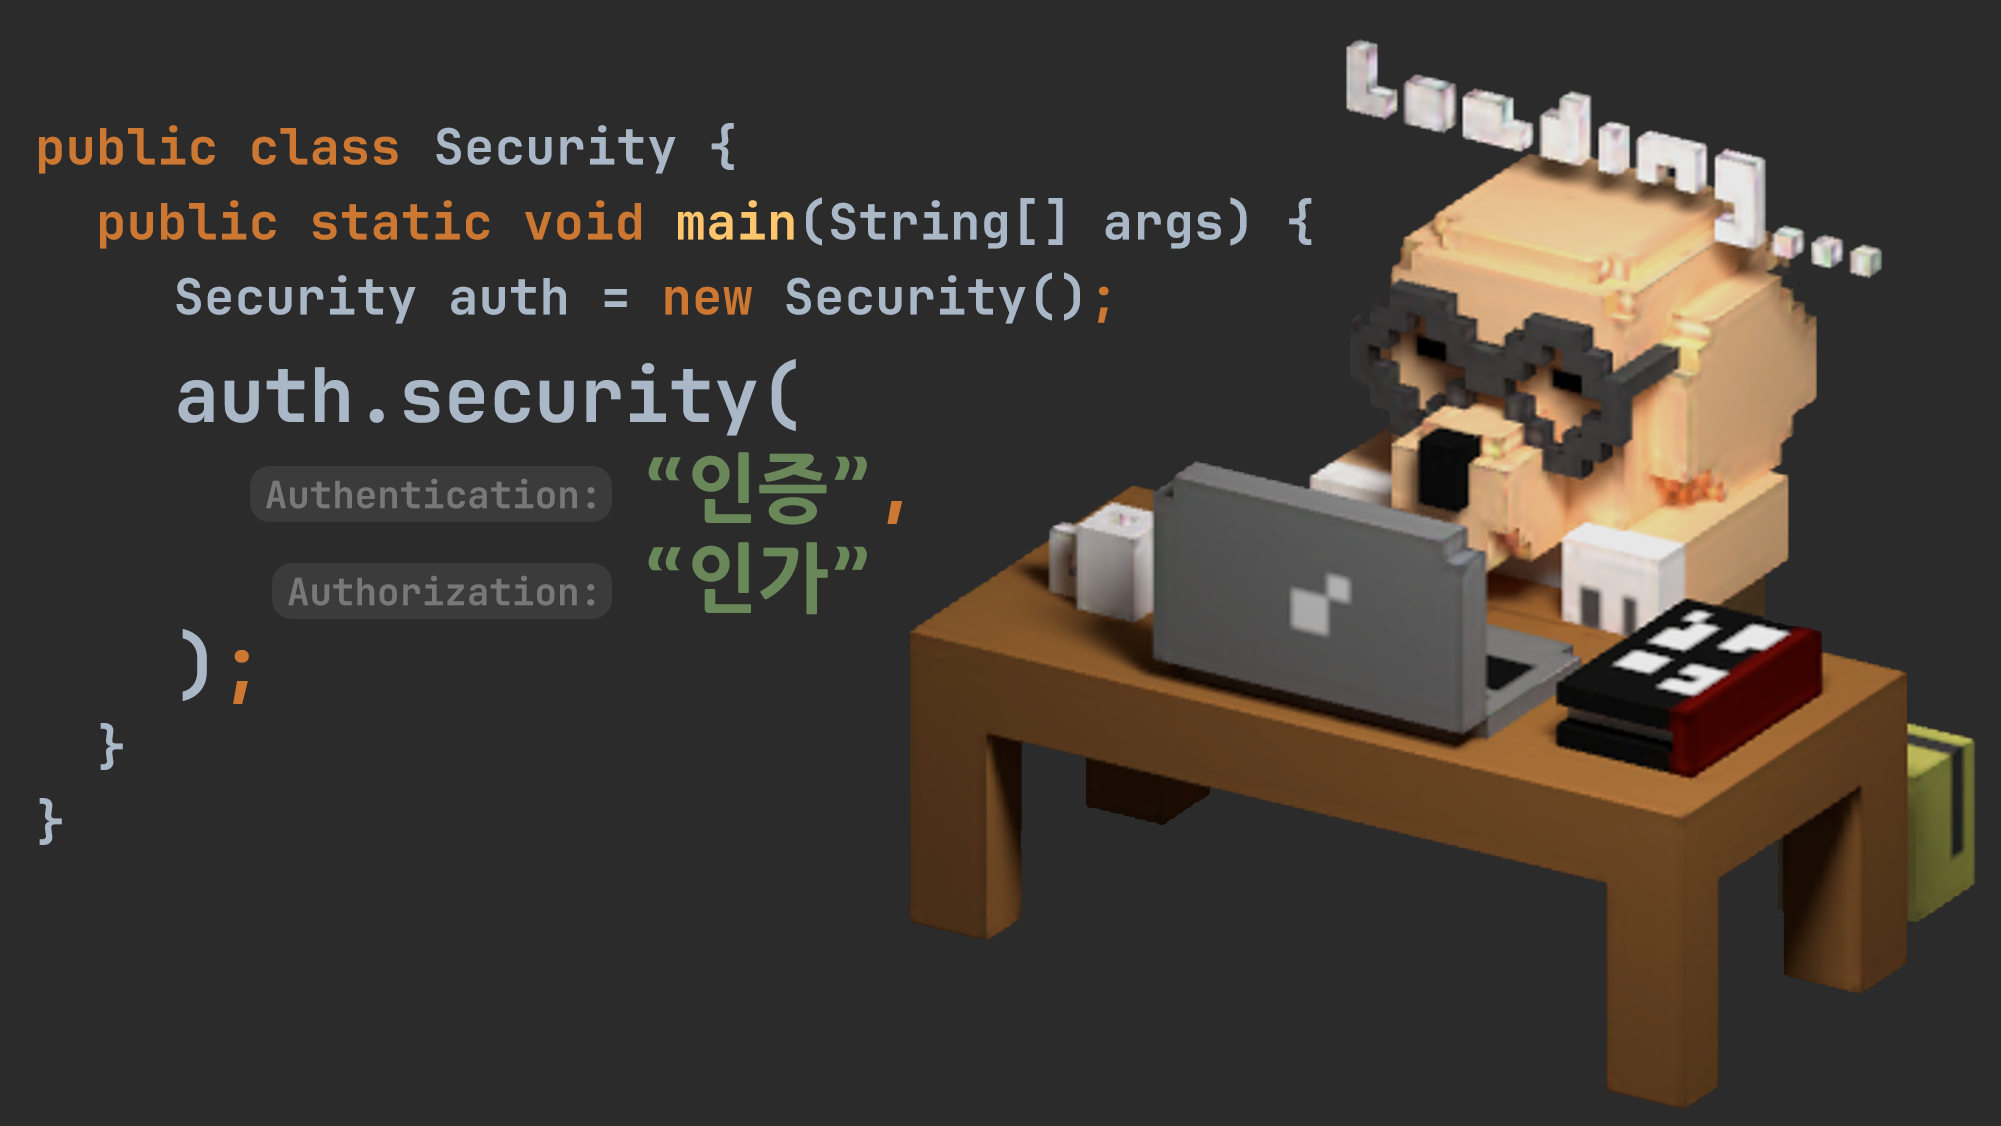 public class Security {
public static void main(String[] args) {
Security auth = new Security();
auth.security(
Authentication: “인증”,
Authorization: “인가”
);
}
}
Loading...